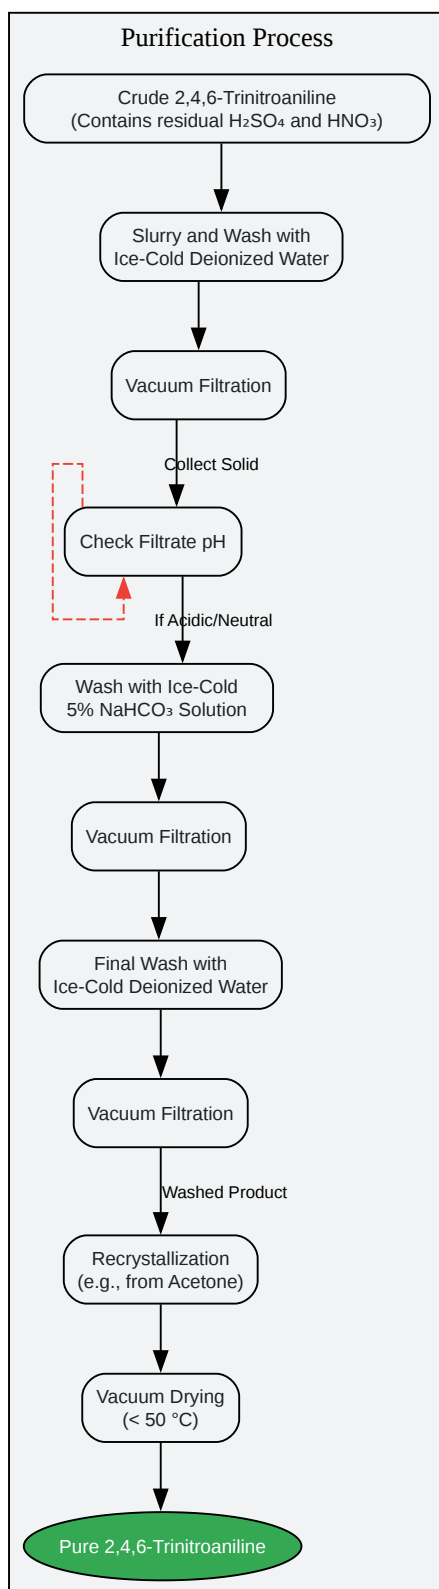 Purification Process
Crude 2,4,6-Trinitroaniline
(Contains residual H₂SO₄ and HNO₃)
Slurry and Wash with
Ice-Cold Deionized Water
Vacuum Filtration
Collect Solid
Check Filtrate pH
If Acidic/Neutral
Wash with Ice-Cold
5% NaHCO₃ Solution
Vacuum Filtration
Final Wash with
Ice-Cold Deionized Water
Vacuum Filtration
Washed Product
Recrystallization
(e.g., from Acetone)
Vacuum Drying
(< 50 °C)
Pure 2,4,6-Trinitroaniline